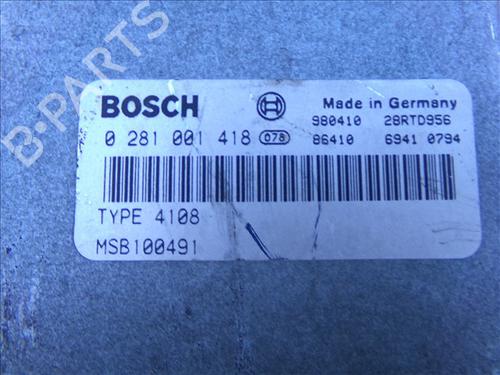 B-PARTS
BOSCH
Made in Germany
0 281 001 418 078
980410 28RTD956
86410 6941 0794
TYPE 4108
MSB100491